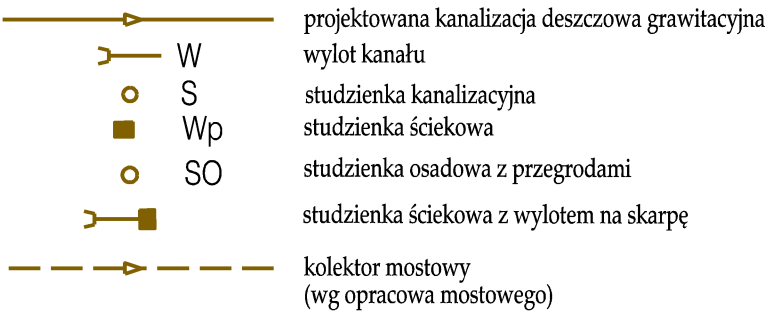 projektowana kanalizacja deszczowa grawitacyjna
W wylot kanału
S studzienka kanalizacyjna
Wp studzienka ściekowa
SO studzienka osadowa z przegrodami
studzienka ściekowa z wylotem na skarpę
kolektor mostowy
(wg opracowa mostowego)